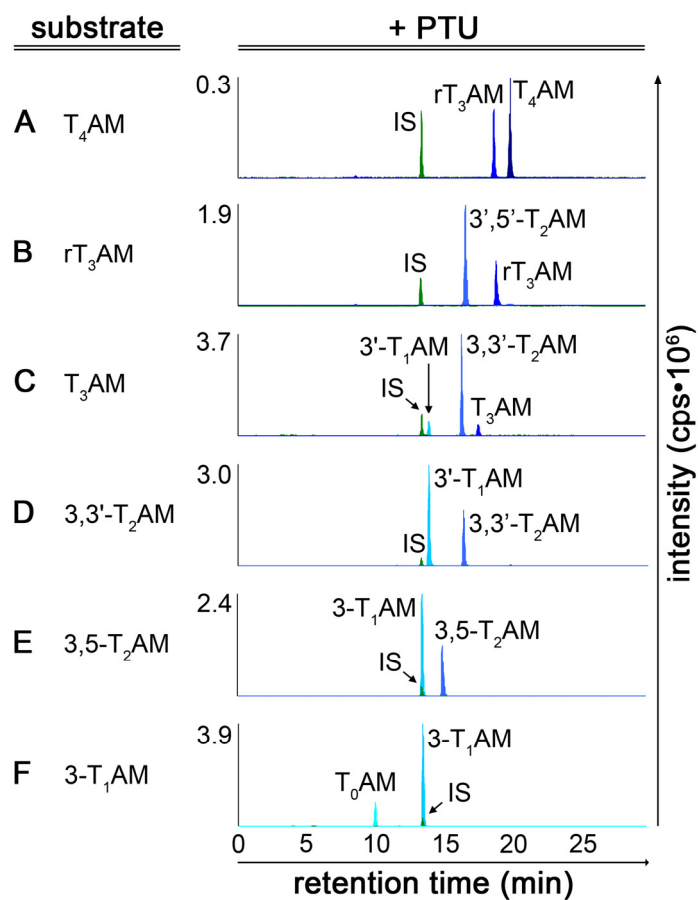 substrate + PTU
0.3
A T₄AM IS rT₃AM T₄AM
1.9
B rT₃AM IS 3',5'-T₂AM rT₃AM
3.7
C T₃AM IS 3'-T₁AM 3,3'-T₂AM T₃AM
3.0
D 3,3'-T₂AM IS 3'-T₁AM 3,3'-T₂AM
2.4
E 3,5-T₂AM 3-T₁AM IS 3,5-T₂AM
3.9
F 3-T₁AM T₀AM 3-T₁AM IS
0 5 10 15 20 25
retention time (min)
intensity (cps•10⁶)